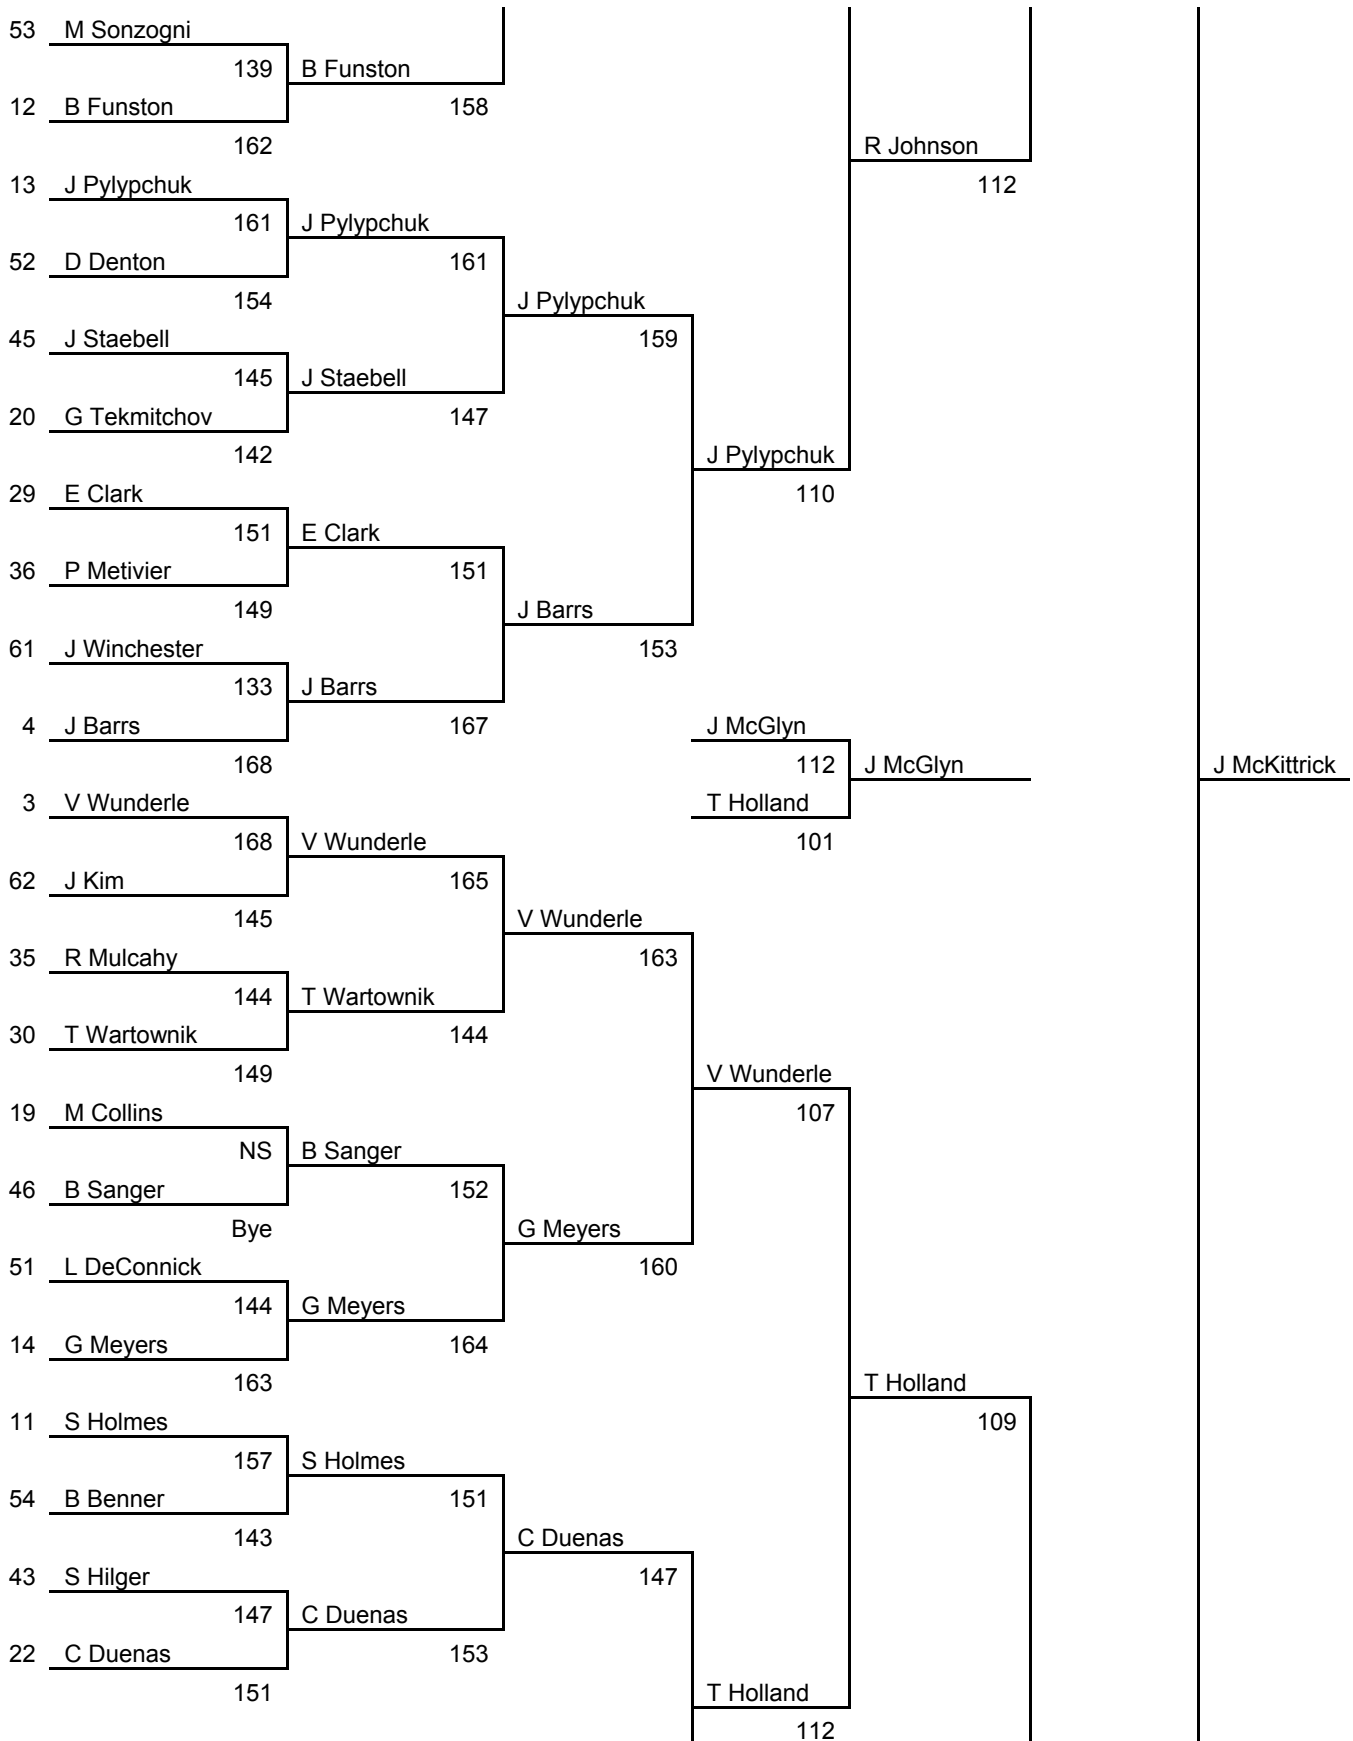 53 M Sonzogni
139 B Funston
12 B Funston 158
162 R Johnson
13 J Pylypchuk 112
161 J Pylypchuk
52 D Denton 161
154 J Pylypchuk
45 J Staebell 159
145 J Staebell
20 G Tekmitchov 147
142 J Pylypchuk
29 E Clark 110
151 E Clark
36 P Metivier 151
149 J Barrs
61 J Winchester 153
133 J Barrs
4 J Barrs 167 J McGlyn
168 112 J McGlyn J McKittrick
3 V Wunderle T Holland
168 V Wunderle 101
62 J Kim 165
145 V Wunderle
35 R Mulcahy 163
144 T Wartownik
30 T Wartownik 144
149 V Wunderle
19 M Collins 107
NS B Sanger
46 B Sanger 152
Bye G Meyers
51 L DeConnick 160
144 G Meyers
14 G Meyers 164
163 T Holland
11 S Holmes 109
157 S Holmes
54 B Benner 151
143 C Duenas
43 S Hilger 147
147 C Duenas
22 C Duenas 153
151 T Holland
112